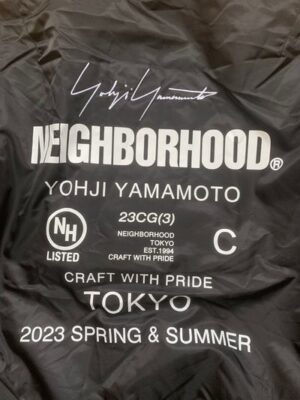 Yohji Yamamoto
NEIGHBORHOOD®
YOHJI YAMAMOTO
23CG(3)
NH
LISTED
NEIGHBORHOOD
TOKYO
EST.1994
CRAFT WITH PRIDE
C
CRAFT WITH PRIDE
TOKYO
2023 SPRING & SUMMER